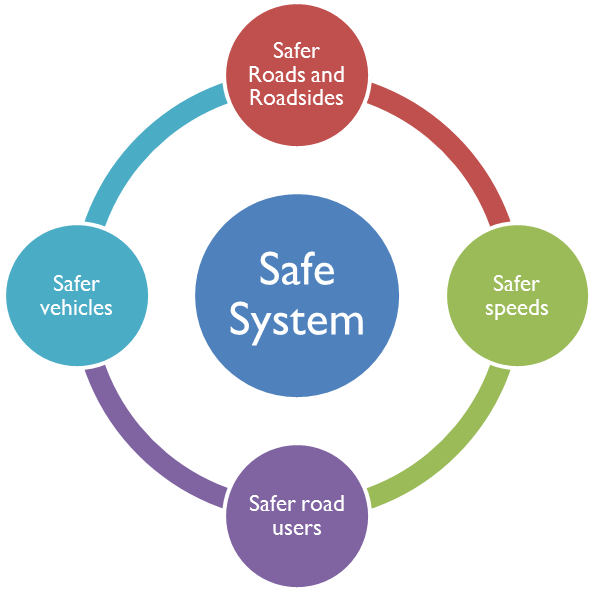 Safer
Roads and
Roadsides
Safer
vehicles
Safe
System
Safer
speeds
Safer road
users